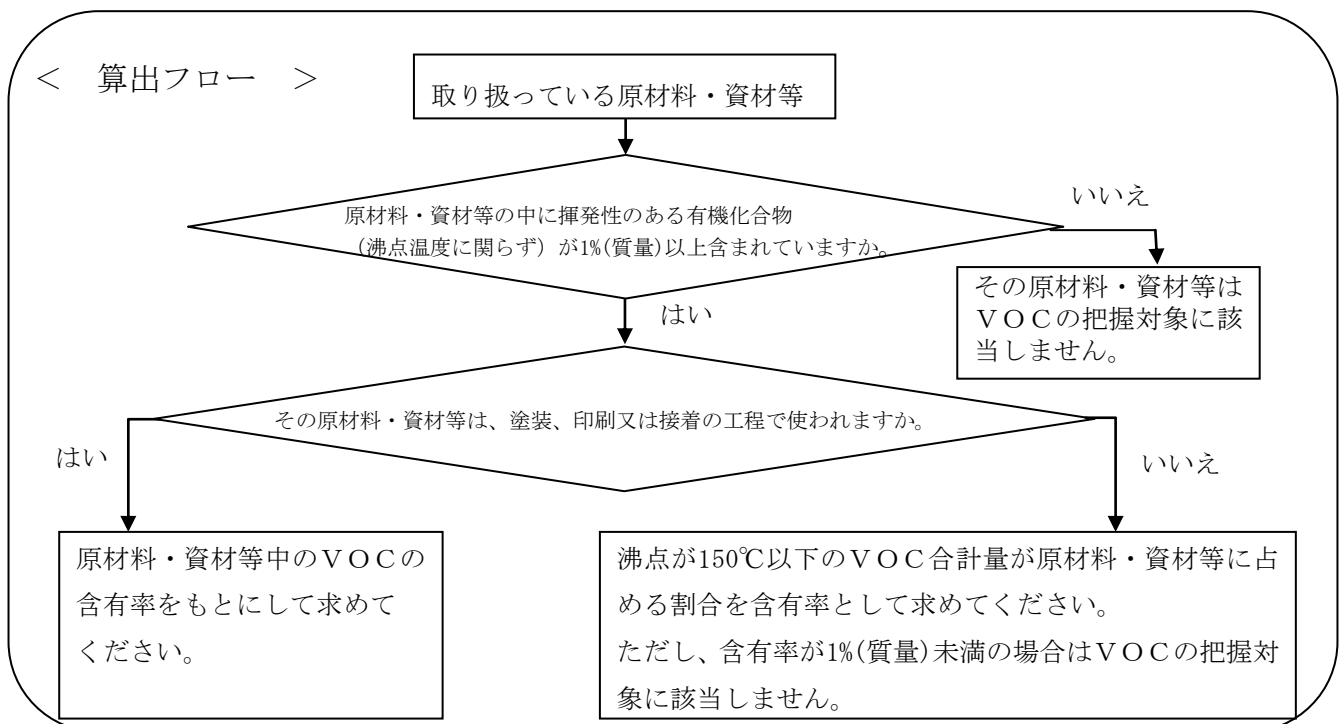 ＜　算出フロー　＞
取り扱っている原材料・資材等
原材料・資材等の中に揮発性のある有機化合物
（沸点温度に関らず）が1%(質量)以上含まれていますか。
いいえ
その原材料・資材等は
ＶＯＣの把握対象に該
当しません。
はい
その原材料・資材等は、塗装、印刷又は接着の工程で使われますか。
はい
いいえ
原材料・資材等中のＶＯＣの
含有率をもとにして求めて
ください。
沸点が150℃以下のＶＯＣ合計量が原材料・資材等に占
める割合を含有率として求めてください。
ただし、含有率が1%(質量)未満の場合はＶＯＣの把握対
象に該当しません。